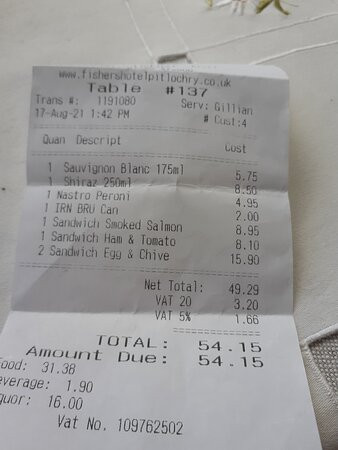 www.fishershotelpitlochry.co.uk
Table #137
Trans #: 1191080 Serv: Gillian
17-Aug-21 1:42 PM # Cust:4
Quan Descript Cost
1 Sauvignon Blanc 175ml 5.75
1 Shiraz 250ml 8.50
1 Nastro Peroni 4.95
1 IRN BRU Can 2.00
1 Sandwich Smoked Salmon 8.95
1 Sandwich Ham & Tomato 8.10
2 Sandwich Egg & Chive 15.90
Net Total: 49.29
VAT 20 3.20
VAT 5% 1.66
TOTAL: 54.15
Amount Due: 54.15
ood: 31.38
everage: 1.90
quor: 16.00
Vat No. 109762502